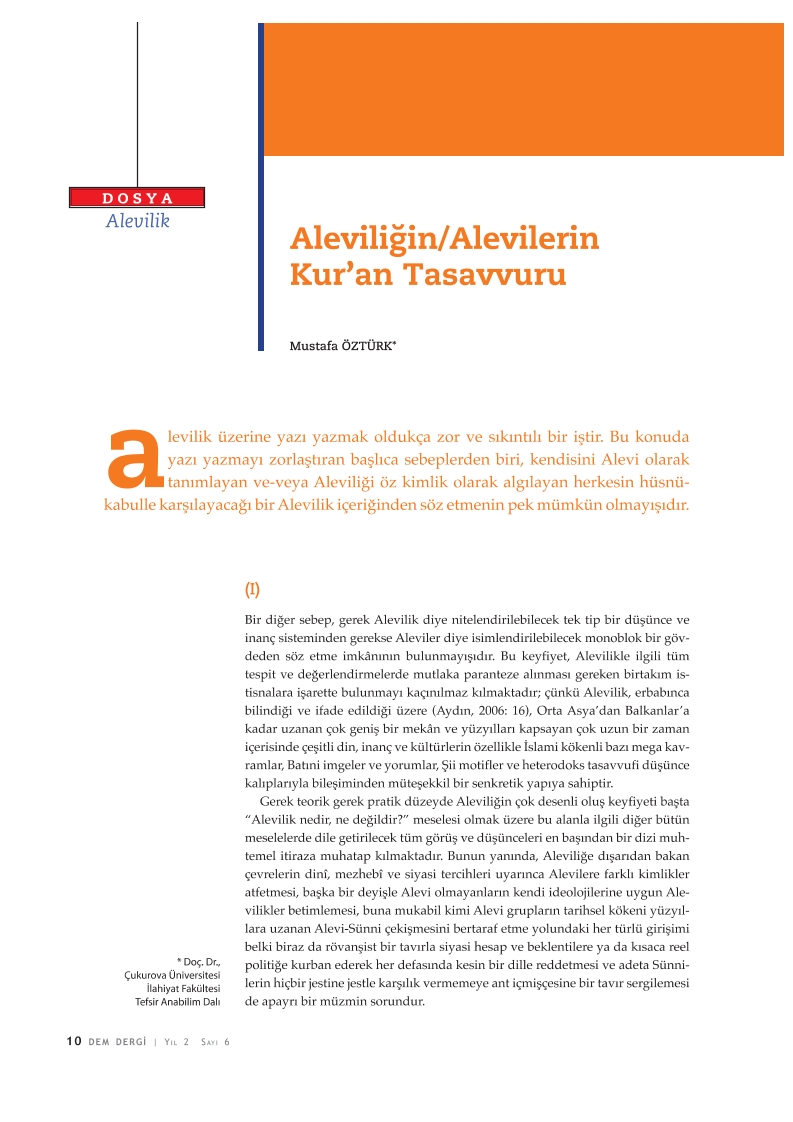 DOSYA
Alevilik
Aleviliğin/Alevilerin
Kur’an Tasavvuru
Mustafa ÖZTÜRK*
alevilik üzerine yazı yazmak oldukça zor ve sıkıntılı bir iştir. Bu konuda
yazı yazmayı zorlaştıran başlıca sebeplerden biri, kendisini Alevi olarak
tanımlayan ve-veya Aleviliği öz kimlik olarak algılayan herkesin hüsnü-
kabulle karşılayacağı bir Alevilik içeriğinden söz etmenin pek mümkün olmayışıdır.
(I)
Bir diğer sebep, gerek Alevilik diye nitelendirilebilecek tek tip bir düşünce ve
inanç sisteminden gerekse Aleviler diye isimlendirilebilecek monoblok bir göv-
deden söz etme imkânının bulunmayışıdır. Bu keyfiyet, Alevilikle ilgili tüm
tespit ve değerlendirmelerde mutlaka paranteze alınması gereken birtakım is-
tisnalara işarette bulunmayı kaçınılmaz kılmaktadır; çünkü Alevilik, erbabınca
bilindiği ve ifade edildiği üzere (Aydın, 2006: 16), Orta Asya’dan Balkanlar’a
kadar uzanan çok geniş bir mekân ve yüzyılları kapsayan çok uzun bir zaman
içerisinde çeşitli din, inanç ve kültürlerin özellikle İslami kökenli bazı mega kav-
ramlar, Batıni imgeler ve yorumlar, Şii motifler ve heterodoks tasavvufi düşünce
kalıplarıyla bileşiminden müteşekkil bir senkretik yapıya sahiptir.
Gerek teorik gerek pratik düzeyde Aleviliğin çok desenli oluş keyfiyeti başta
“Alevilik nedir, ne değildir?” meselesi olmak üzere bu alanla ilgili diğer bütün
meselelerde dile getirilecek tüm görüş ve düşünceleri en başından bir dizi muh-
temel itiraza muhatap kılmaktadır. Bunun yanında, Aleviliğe dışarıdan bakan
çevrelerin dinî, mezhebî ve siyasi tercihleri uyarınca Alevilere farklı kimlikler
atfetmesi, başka bir deyişle Alevi olmayanların kendi ideolojilerine uygun Ale-
vilikler betimlemesi, buna mukabil kimi Alevi grupların tarihsel kökeni yüzyıl-
lara uzanan Alevi-Sünni çekişmesini bertaraf etme yolundaki her türlü girişimi
belki biraz da rövanşist bir tavırla siyasi hesap ve beklentilere ya da kısaca reel
politiğe kurban ederek her defasında kesin bir dille reddetmesi ve adeta Sünni-
lerin hiçbir jestine jestle karşılık vermemeye ant içmişçesine bir tavır sergilemesi
de apayrı bir müzmin sorundur.
* Doç. Dr.,
Çukurova Üniversitesi
İlahiyat Fakültesi
Tefsir Anabilim Dalı
10 DEM DERGİ | YIL 2 SAYI 6